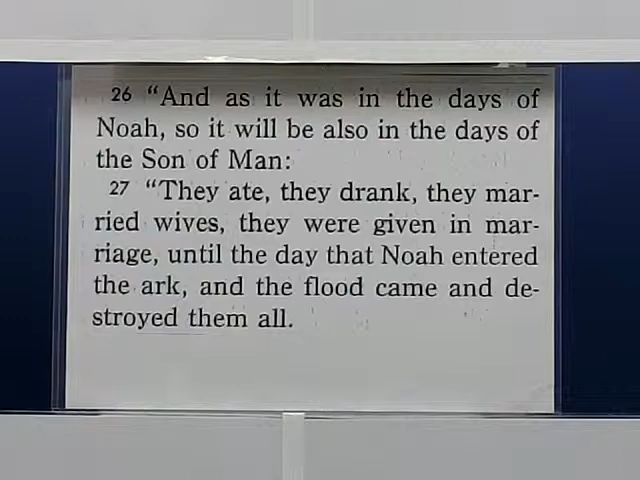 26 “And as it was in the days of
Noah, so it will be also in the days of
the Son of Man:
27 “They ate, they drank, they mar-
ried wives, they were given in mar-
riage, until the day that Noah entered
the ark, and the flood came and de-
stroyed them all.